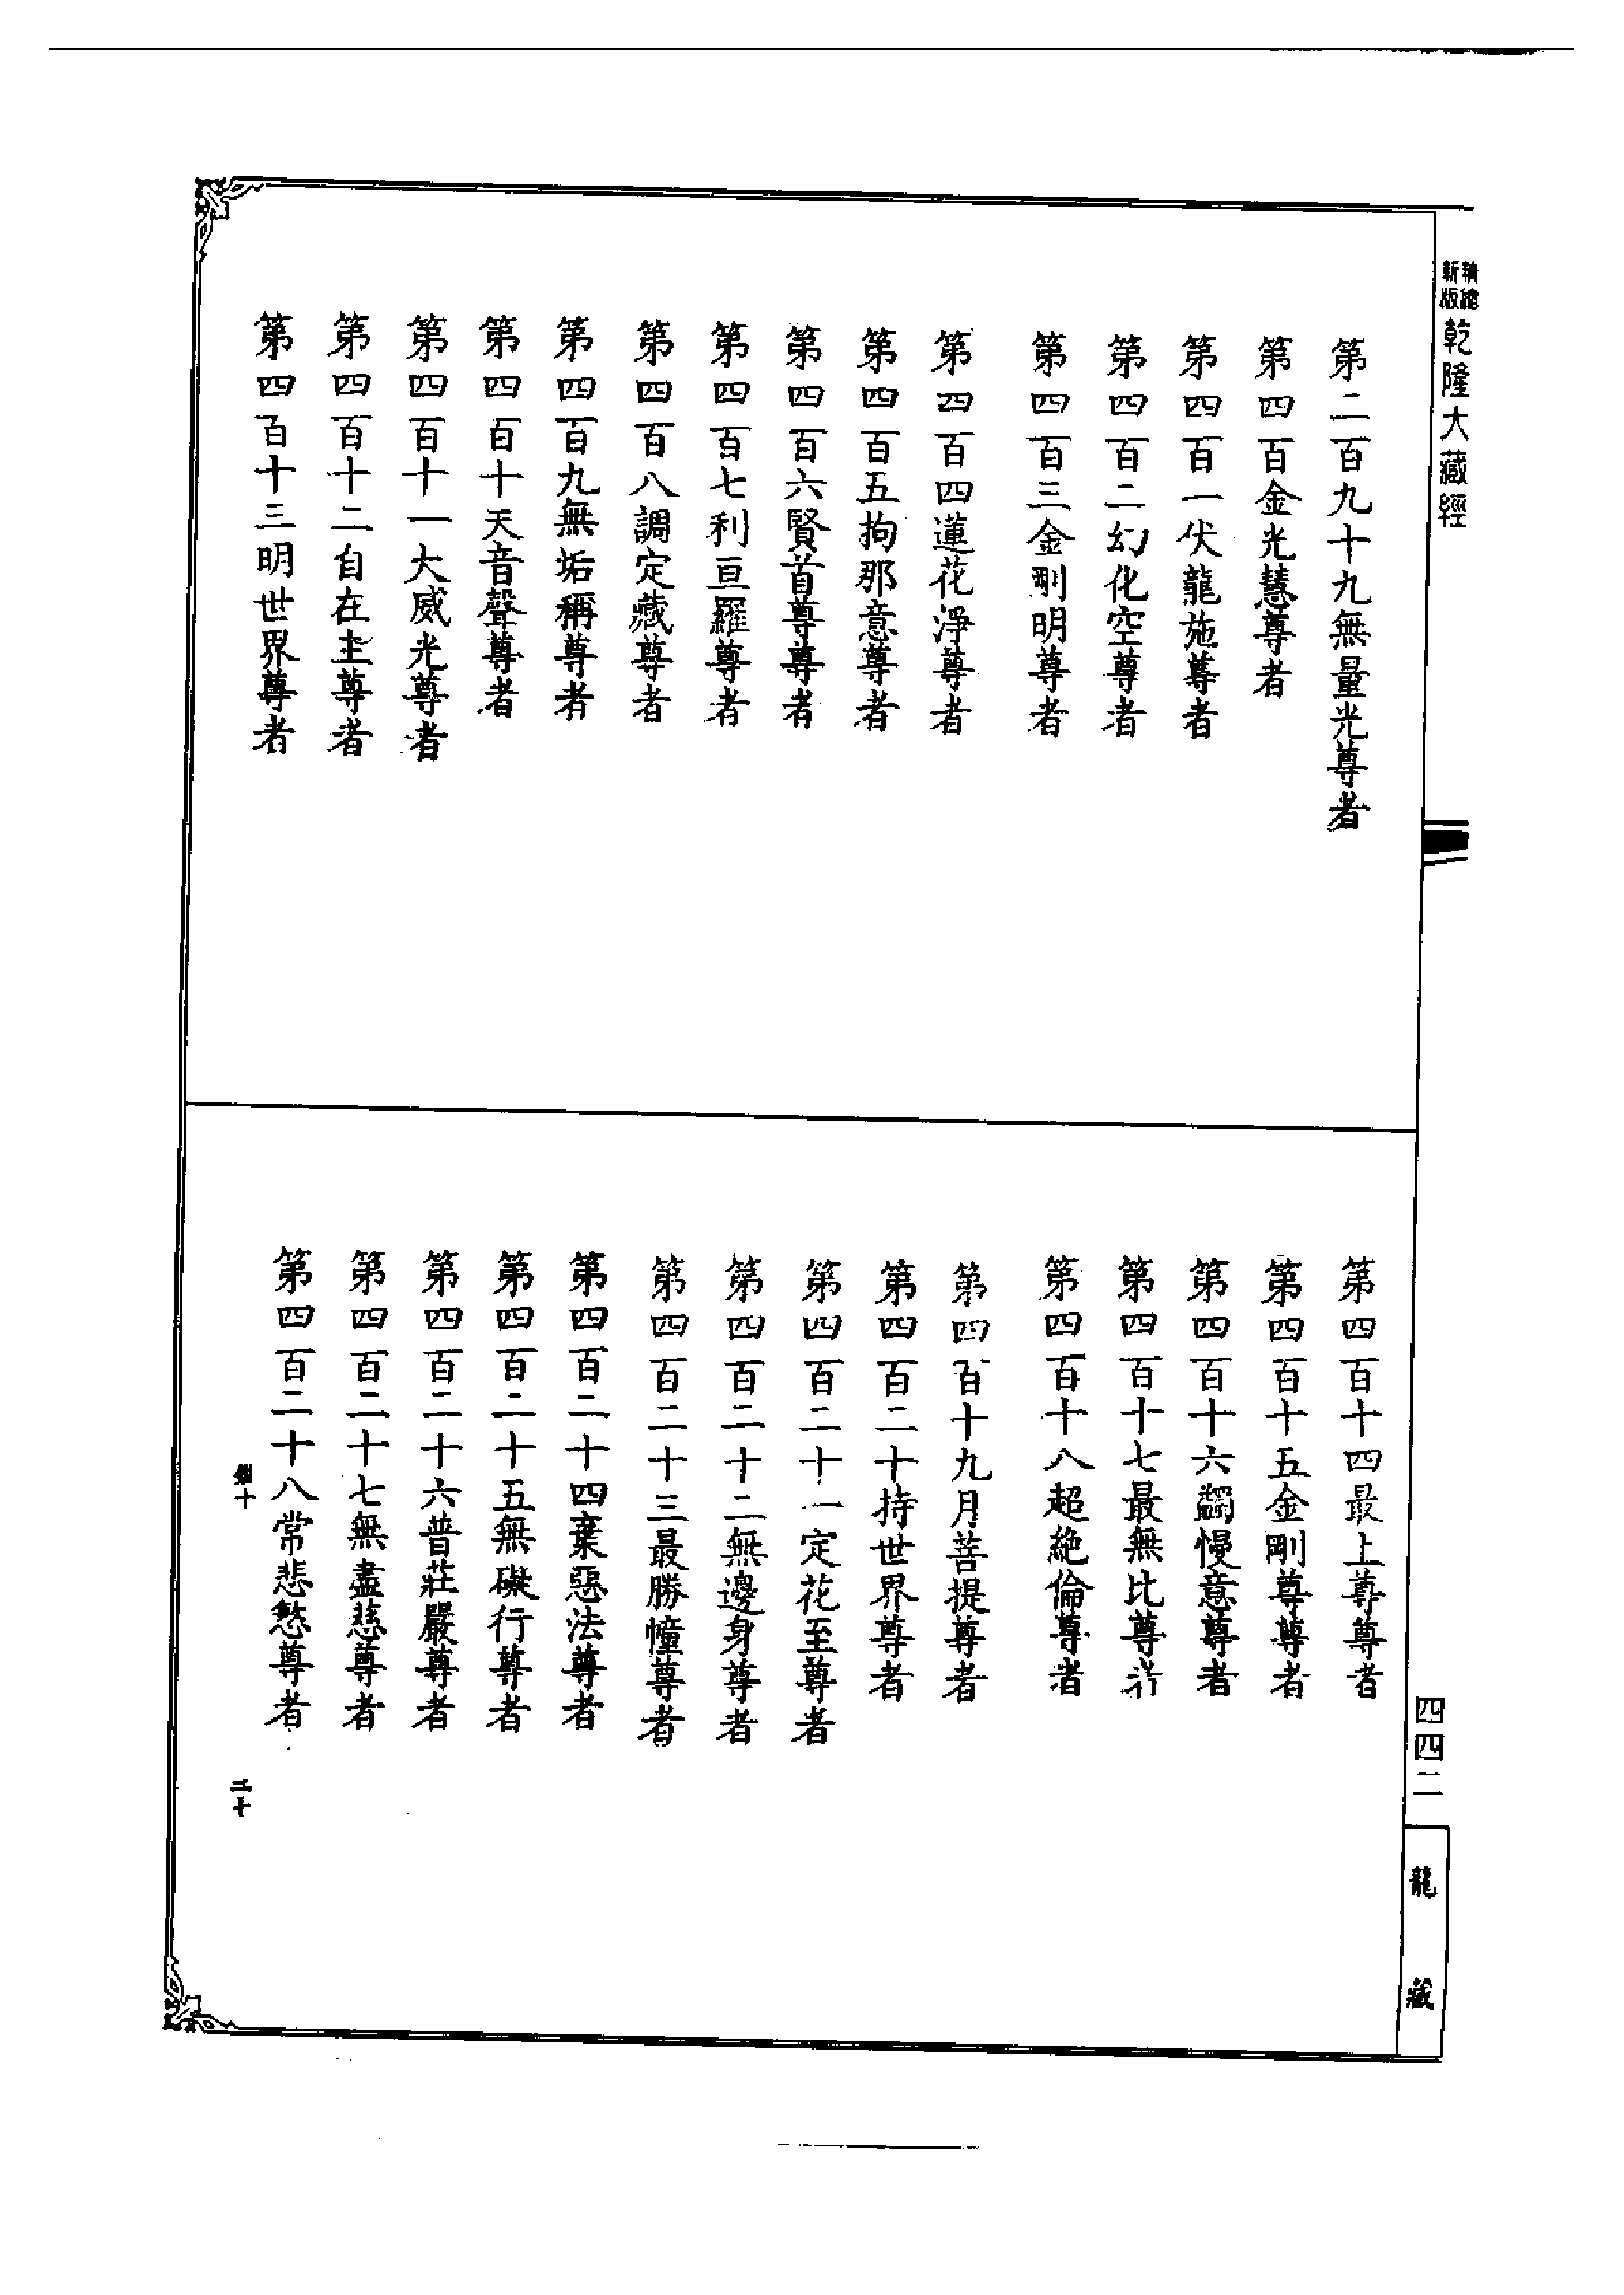 新版
乾隆大藏經
第二百九十九無量光尊者
第四百金光慧尊者
第四百一伏龍施尊者
第四百二幻化空尊者
第四百三金剛明尊者
第四百四蓮花淨尊者
第四百五拘那意尊者
第四百六賢首尊尊者
第四百七利亘羅尊者
第四百八調定藏尊者
第四百九無垢稱尊者
第四百十天音聲尊者
第四百十一大威光尊者
第四百十二自在主尊者
第四百十三明世界尊者
第四百十四最上尊尊者
第四百十五金剛尊尊者
第四百十六蠲慢意尊者
第四百十七最無比尊
第四百十八超絶倫尊者
第四百十九月菩提尊者
第四百二十持世界尊者
第四百二十一定花至尊者
第四百二十二無邊身尊者
第四百二十三最勝幢尊者
第四百二十四棄惡法尊者
第四百二十五無礙行尊者
第四百二十六普莊嚴尊者
第四百二十七無盡慈尊者
第四百二十八常悲愍尊者
十
二十
四四二
龍藏